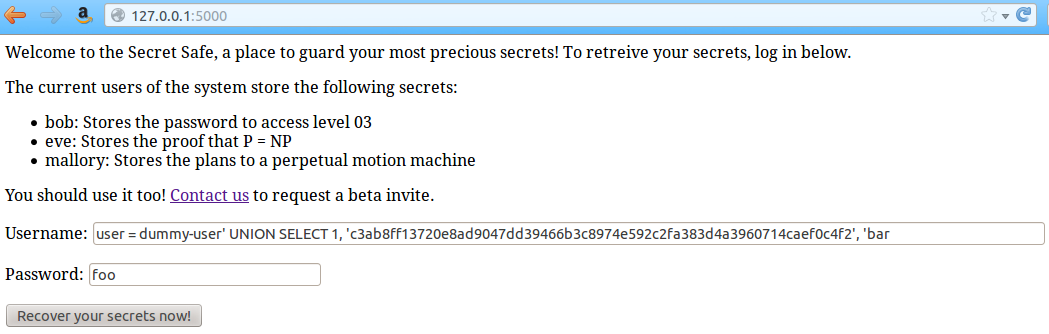 127.0.0.1:5000
Welcome to the Secret Safe, a place to guard your most precious secrets! To retreive your secrets, log in below.
The current users of the system store the following secrets:
• bob: Stores the password to access level 03
• eve: Stores the proof that P = NP
• mallory: Stores the plans to a perpetual motion machine
You should use it too! Contact us to request a beta invite.
Username: user = dummy-user' UNION SELECT 1, 'c3ab8ff13720e8ad9047dd39466b3c8974e592c2fa383d4a3960714caef0c4f2', 'bar
Password: foo
Recover your secrets now!